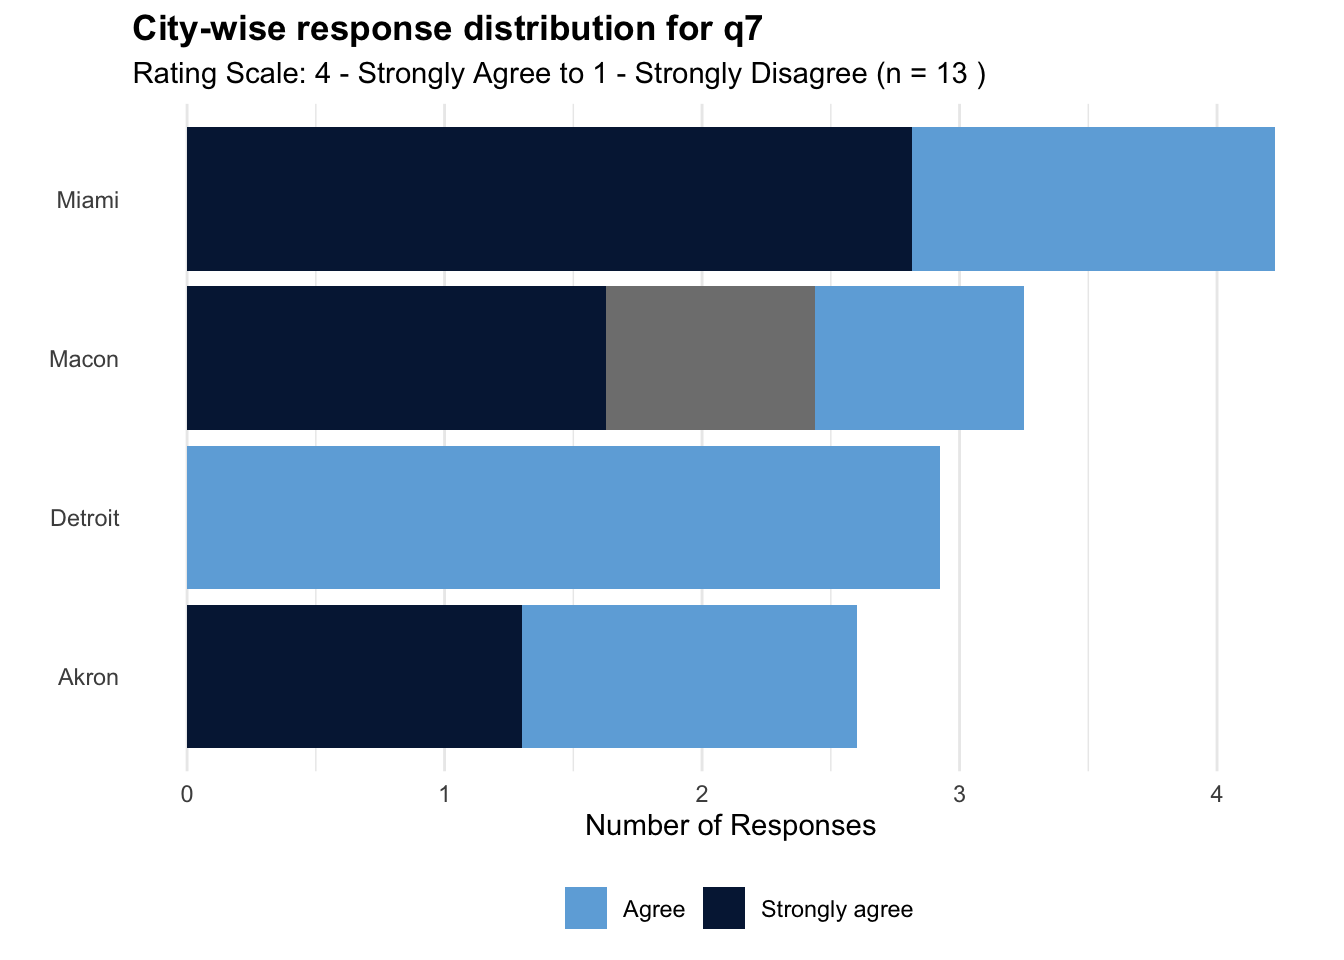 City-wise response distribution for q7
Rating Scale: 4 - Strongly Agree to 1 - Strongly Disagree (n = 13 )
Miami
Macon
Detroit
Akron
0 1 2 3 4
Number of Responses
Agree Strongly agree